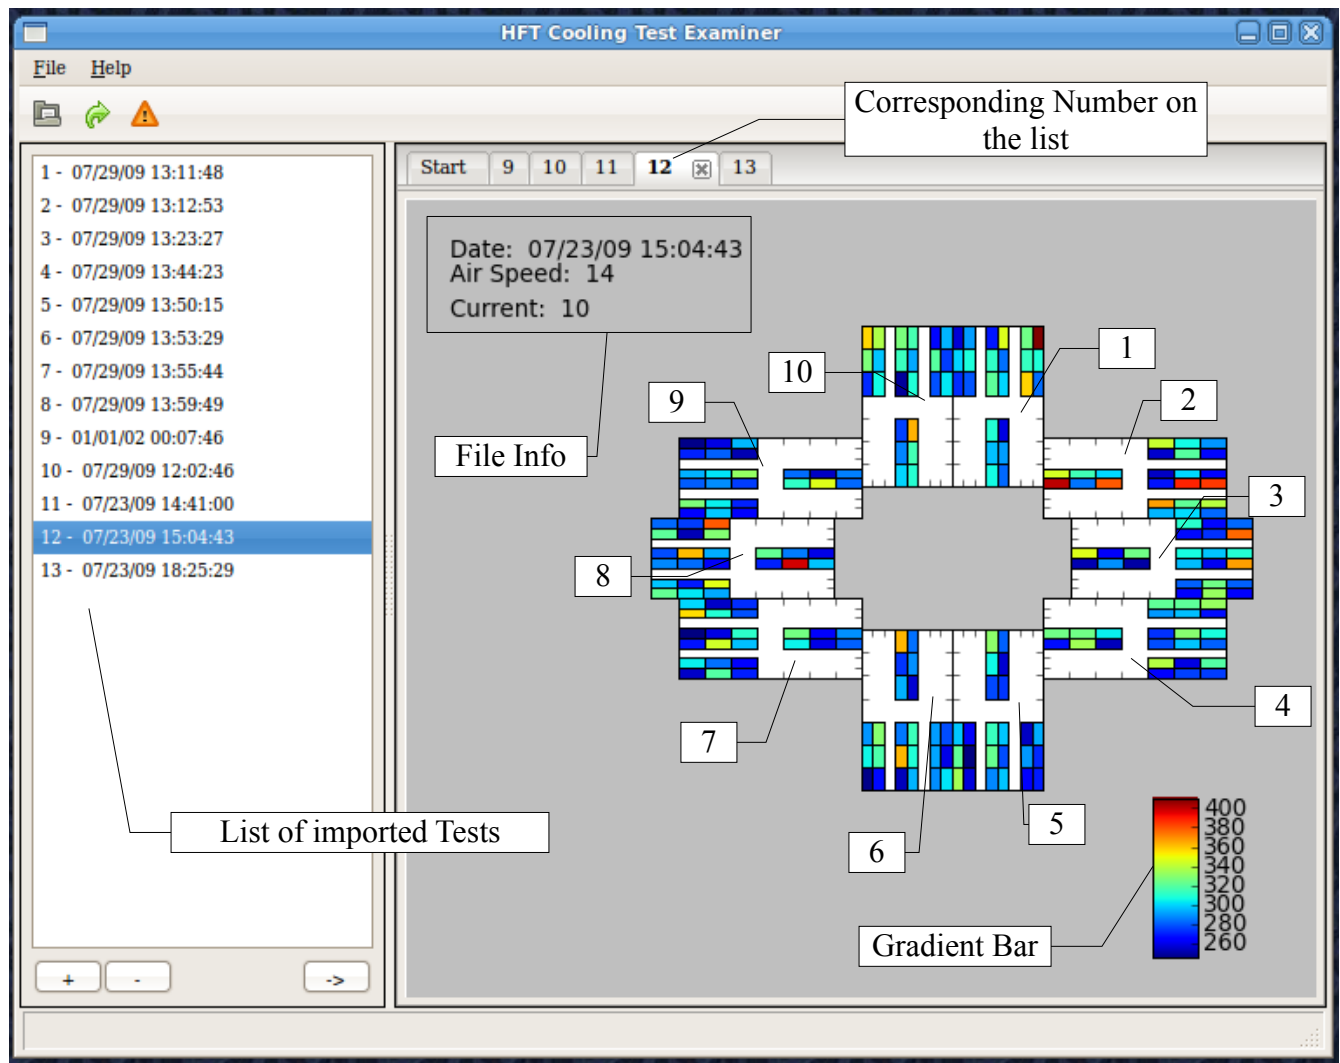 HFT Cooling Test Examiner
File Help
Corresponding Number on
the list
Start 9 10 11 12 13
1 - 07/29/09 13:11:48
2 - 07/29/09 13:12:53
3 - 07/29/09 13:23:27
4 - 07/29/09 13:44:23
5 - 07/29/09 13:50:15
6 - 07/29/09 13:53:29
7 - 07/29/09 13:55:44
8 - 07/29/09 13:59:49
9 - 01/01/02 00:07:46
10 - 07/29/09 12:02:46
11 - 07/23/09 14:41:00
12 - 07/23/09 15:04:43
13 - 07/23/09 18:25:29
List of imported Tests
+ - ->
Date: 07/23/09 15:04:43
Air Speed: 14
Current: 10
File Info
1
10
2
9
3
8
4
7
5
6
Gradient Bar
400
380
360
340
320
300
280
260